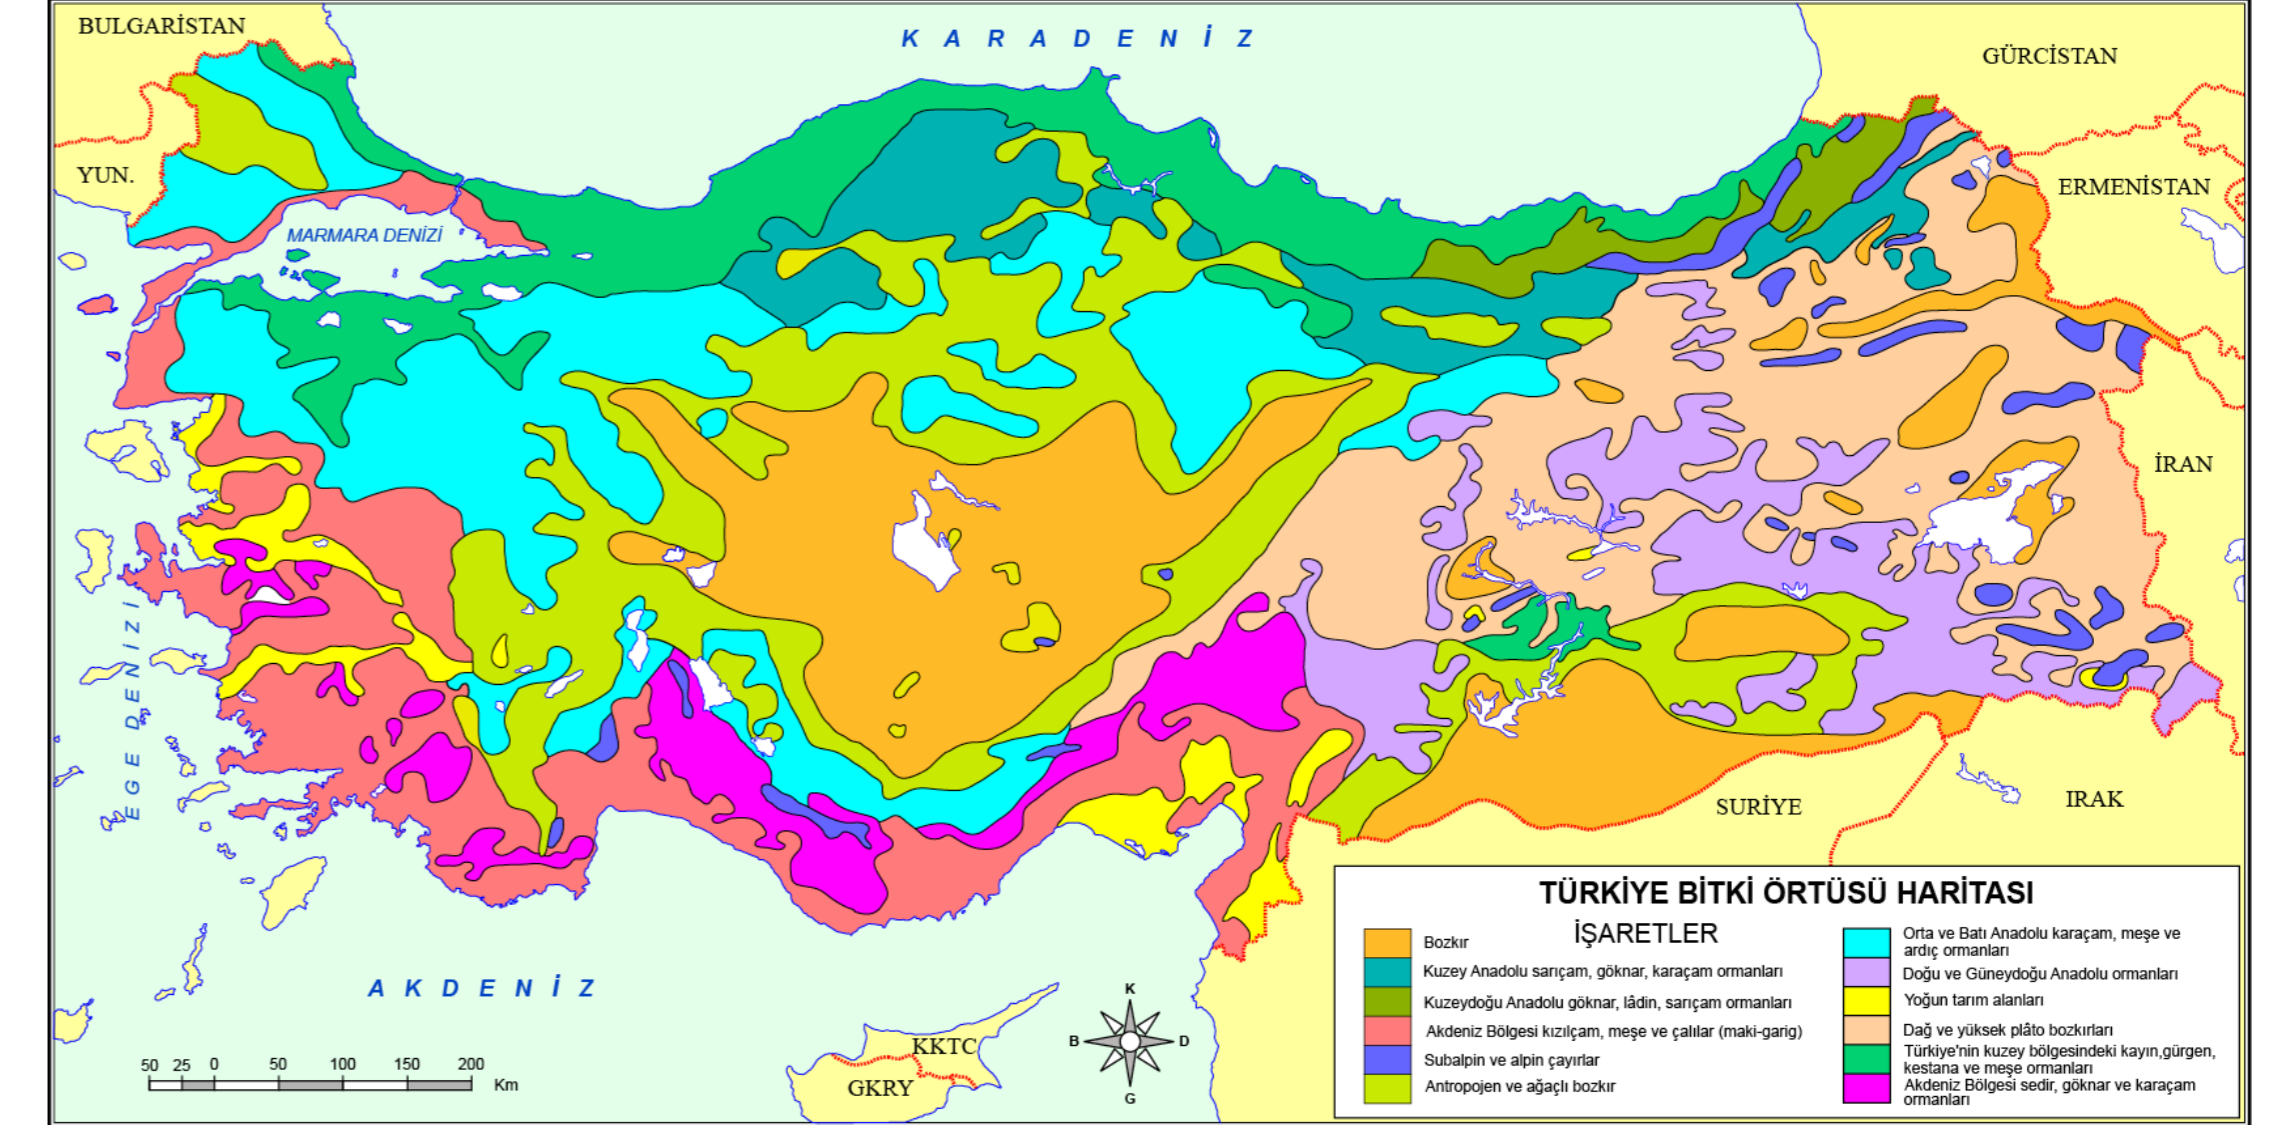 BULGARİSTAN
K A R A D E N İ Z
GÜRCİSTAN
YUN.
ERMENİSTAN
MARMARA DENİZİ
İRAN
EGE DENİZİ
SURİYE
IRAK
A K D E N İ Z
KKTC
GKRY
K
B
D
G
50 25 0 50 100 150 200
Km
TÜRKİYE BİTKİ ÖRTÜSÜ HARİTASI
İŞARETLER
Bozkır
Kuzey Anadolu sarıçam, göknar, karaçam ormanları
Kuzeydoğu Anadolu göknar, lâdin, sarıçam ormanları
Akdeniz Bölgesi kızılçam, meşe ve çalılar (maki-garig)
Subalpin ve alpin çayırlar
Antropojen ve ağaçlı bozkır
Orta ve Batı Anadolu karaçam, meşe ve
ardıç ormanları
Doğu ve Güneydoğu Anadolu ormanları
Yoğun tarım alanları
Dağ ve yüksek plâto bozkırları
Türkiye'nin kuzey bölgesindeki kayın,gürgen,
kestana ve meşe ormanları
Akdeniz Bölgesi sedir, göknar ve karaçam
ormanları